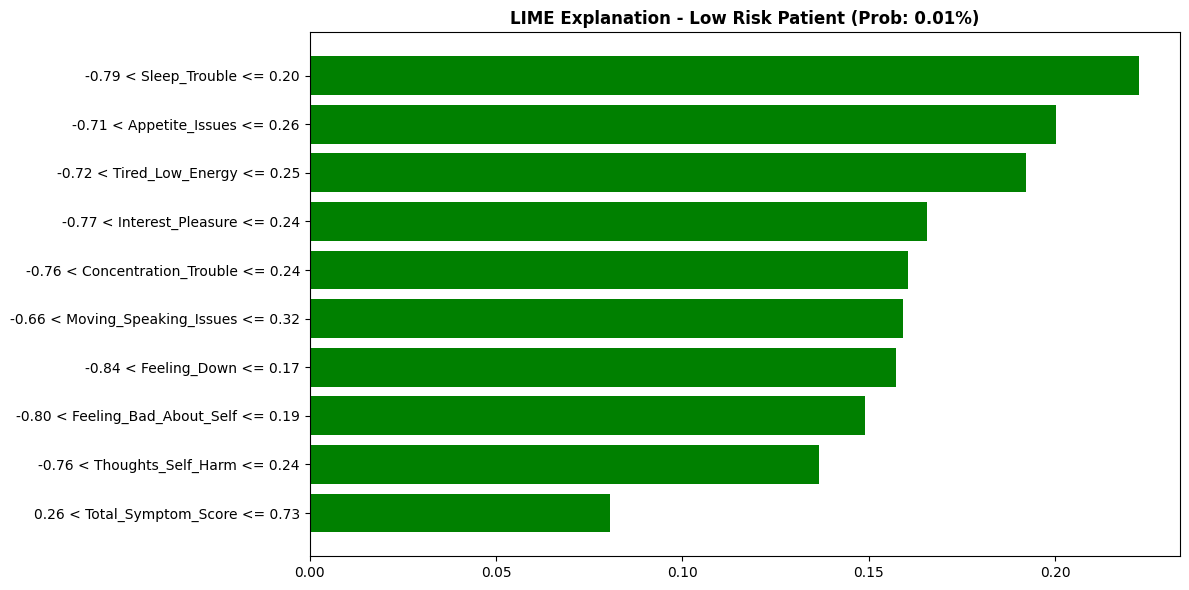 LIME Explanation - Low Risk Patient (Prob: 0.01%)
-0.79 < Sleep_Trouble <= 0.20
-0.71 < Appetite_Issues <= 0.26
-0.72 < Tired_Low_Energy <= 0.25
-0.77 < Interest_Pleasure <= 0.24
-0.76 < Concentration_Trouble <= 0.24
-0.66 < Moving_Speaking_Issues <= 0.32
-0.84 < Feeling_Down <= 0.17
-0.80 < Feeling_Bad_About_Self <= 0.19
-0.76 < Thoughts_Self_Harm <= 0.24
0.26 < Total_Symptom_Score <= 0.73
0.00 0.05 0.10 0.15 0.20